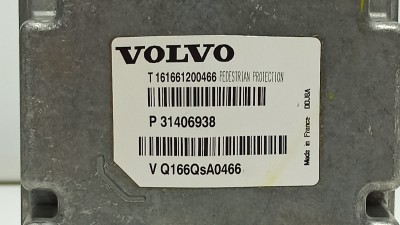 VOLVO
T 161661200466 PEDESTRIAN PROTECTION
P 31406938
V Q166QsA0466
Made in France